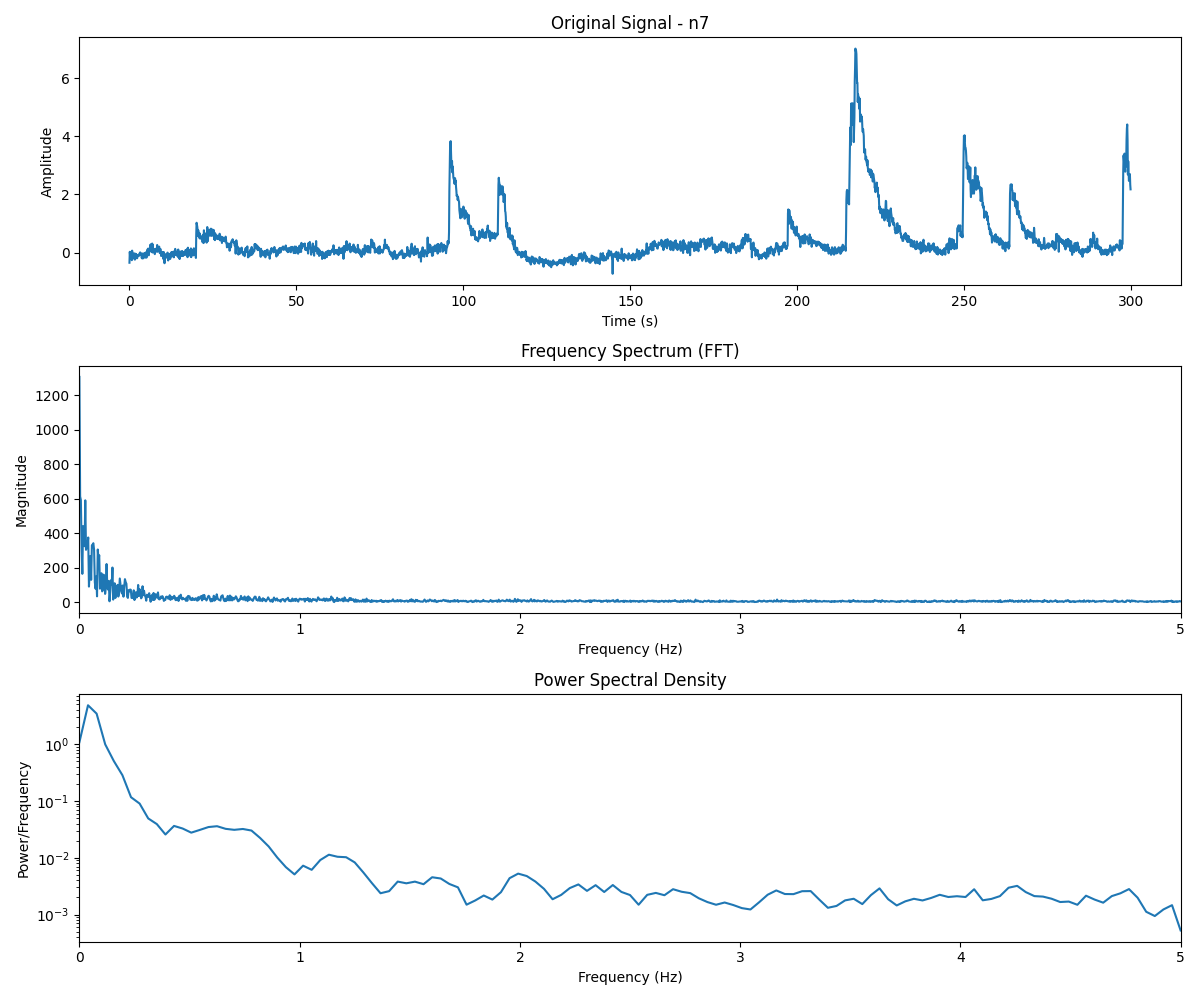 Original Signal - n7
Amplitude
6
4
2
0
0 50 100 150 200 250 300
Time (s)
Frequency Spectrum (FFT)
Magnitude
1200
1000
800
600
400
200
0
0 1 2 3 4 5
Frequency (Hz)
Power Spectral Density
Power/Frequency
10⁰
10⁻¹
10⁻²
10⁻³
0 1 2 3 4 5
Frequency (Hz)